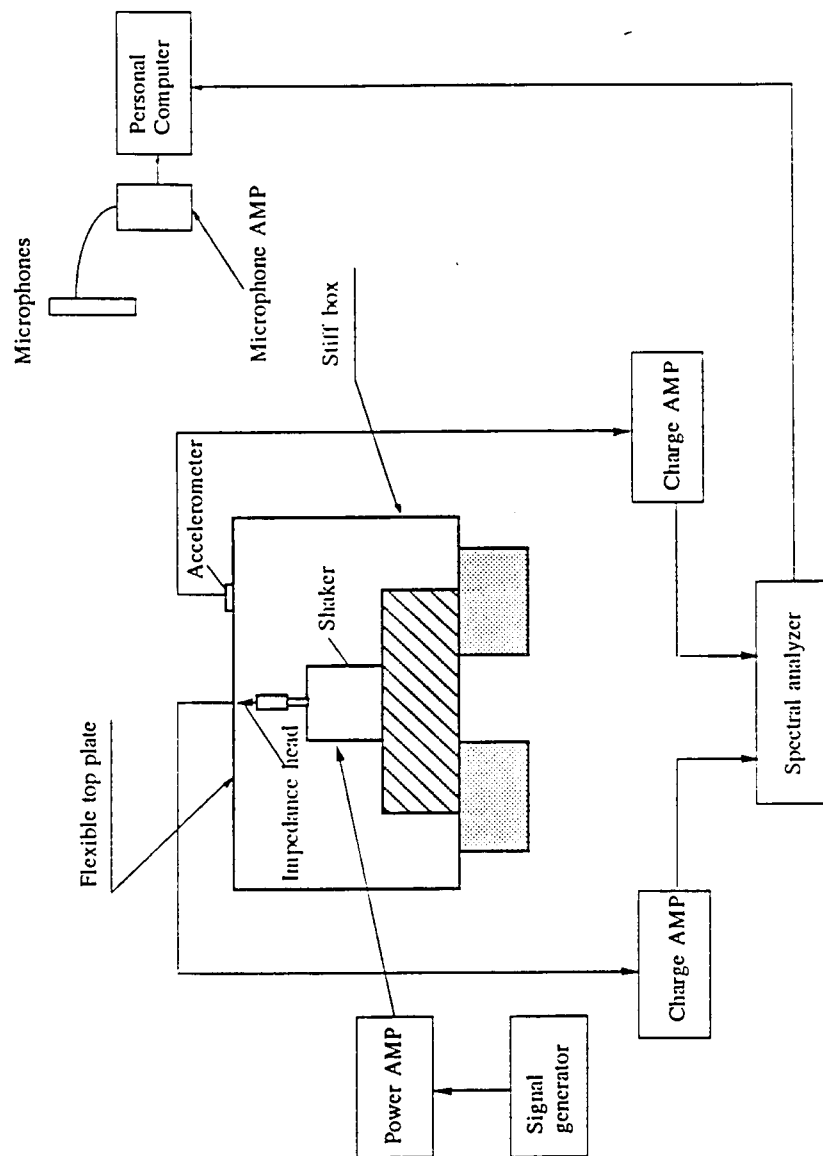 Microphones
Microphone AMP
Personal
Computer
Stiff box
Accelerometer
Shaker
Flexible top plate
Impedance head
Charge AMP
Charge AMP
Power AMP
Signal
generator
Spectral analyzer